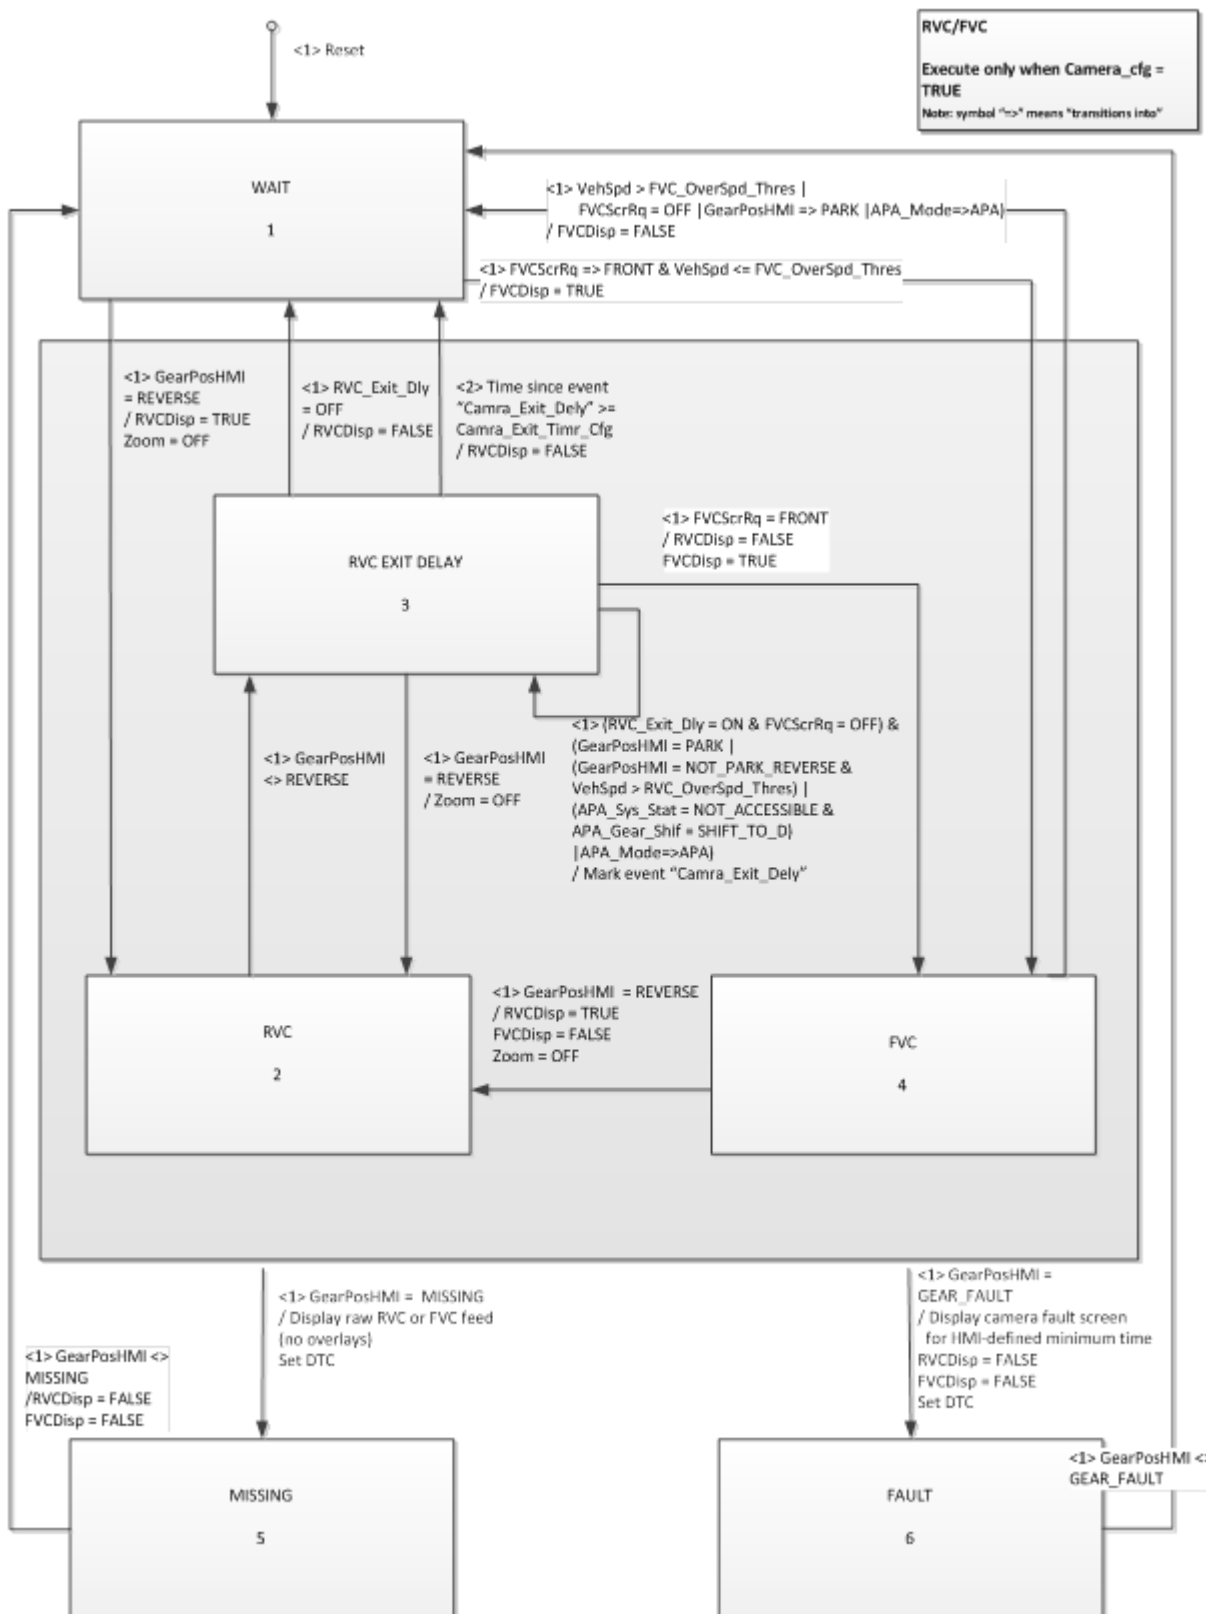 <1> Reset
RVC/FVC
Execute only when Camera_cfg =
TRUE
Note: symbol "=>" means "transitions into"
WAIT
1
<1> VehSpd > FVC_OverSpd_Thres |
FVCScrRq = OFF |GearPosHMI => PARK |APA_Mode=>APA)
/ FVCDisp = FALSE
<1> FVCScrRq => FRONT & VehSpd <= FVC_OverSpd_Thres
/ FVCDisp = TRUE
<1> GearPosHMI
= REVERSE
/ RVCDisp = TRUE
Zoom = OFF
<1> RVC_Exit_Dly
= OFF
/ RVCDisp = FALSE
<2> Time since event
"Camra_Exit_Dely" >=
Camra_Exit_Timr_Cfg
/ RVCDisp = FALSE
RVC EXIT DELAY
3
<1> FVCScrRq = FRONT
/ RVCDisp = FALSE
FVCDisp = TRUE
<1> GearPosHMI
<> REVERSE
<1> GearPosHMI
= REVERSE
/ Zoom = OFF
<1> (RVC_Exit_Dly = ON & FVCScrRq = OFF) &
(GearPosHMI = PARK |
(GearPosHMI = NOT_PARK_REVERSE &
VehSpd > RVC_OverSpd_Thres) |
(APA_Sys_Stat = NOT_ACCESSIBLE &
APA_Gear_Shif = SHIFT_TO_D)
|APA_Mode=>APA)
/ Mark event "Camra_Exit_Dely"
RVC
2
<1> GearPosHMI = REVERSE
/ RVCDisp = TRUE
FVCDisp = FALSE
Zoom = OFF
FVC
4
<1> GearPosHMI = MISSING
/ Display raw RVC or FVC feed
(no overlays)
Set DTC
<1> GearPosHMI =
GEAR_FAULT
/ Display camera fault screen
for HMI-defined minimum time
RVCDisp = FALSE
FVCDisp = FALSE
Set DTC
<1> GearPosHMI <>
MISSING
/RVCDisp = FALSE
FVCDisp = FALSE
MISSING
5
FAULT
6
<1> GearPosHMI <>
GEAR_FAULT